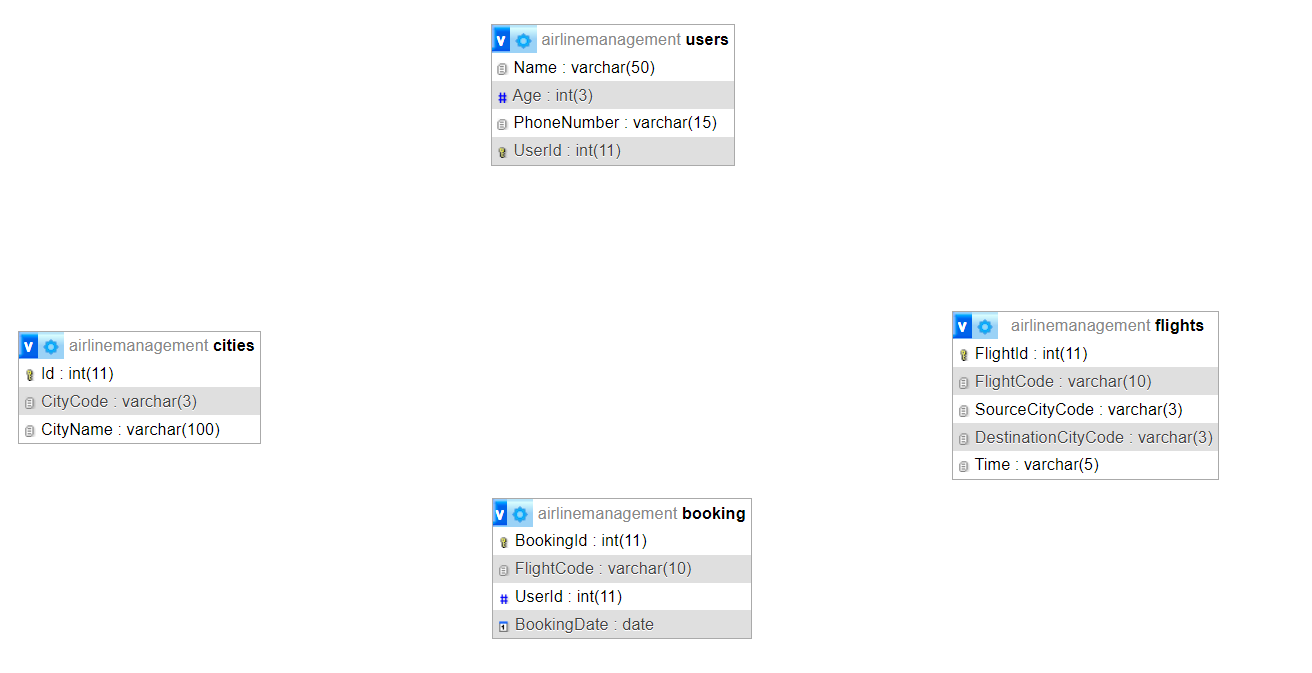 v airlinemanagement users
Name : varchar(50)
# Age : int(3)
PhoneNumber : varchar(15)
UserId : int(11)
v airlinemanagement cities
Id : int(11)
CityCode : varchar(3)
CityName : varchar(100)
v airlinemanagement flights
FlightId : int(11)
FlightCode : varchar(10)
SourceCityCode : varchar(3)
DestinationCityCode : varchar(3)
Time : varchar(5)
v airlinemanagement booking
BookingId : int(11)
FlightCode : varchar(10)
# UserId : int(11)
BookingDate : date